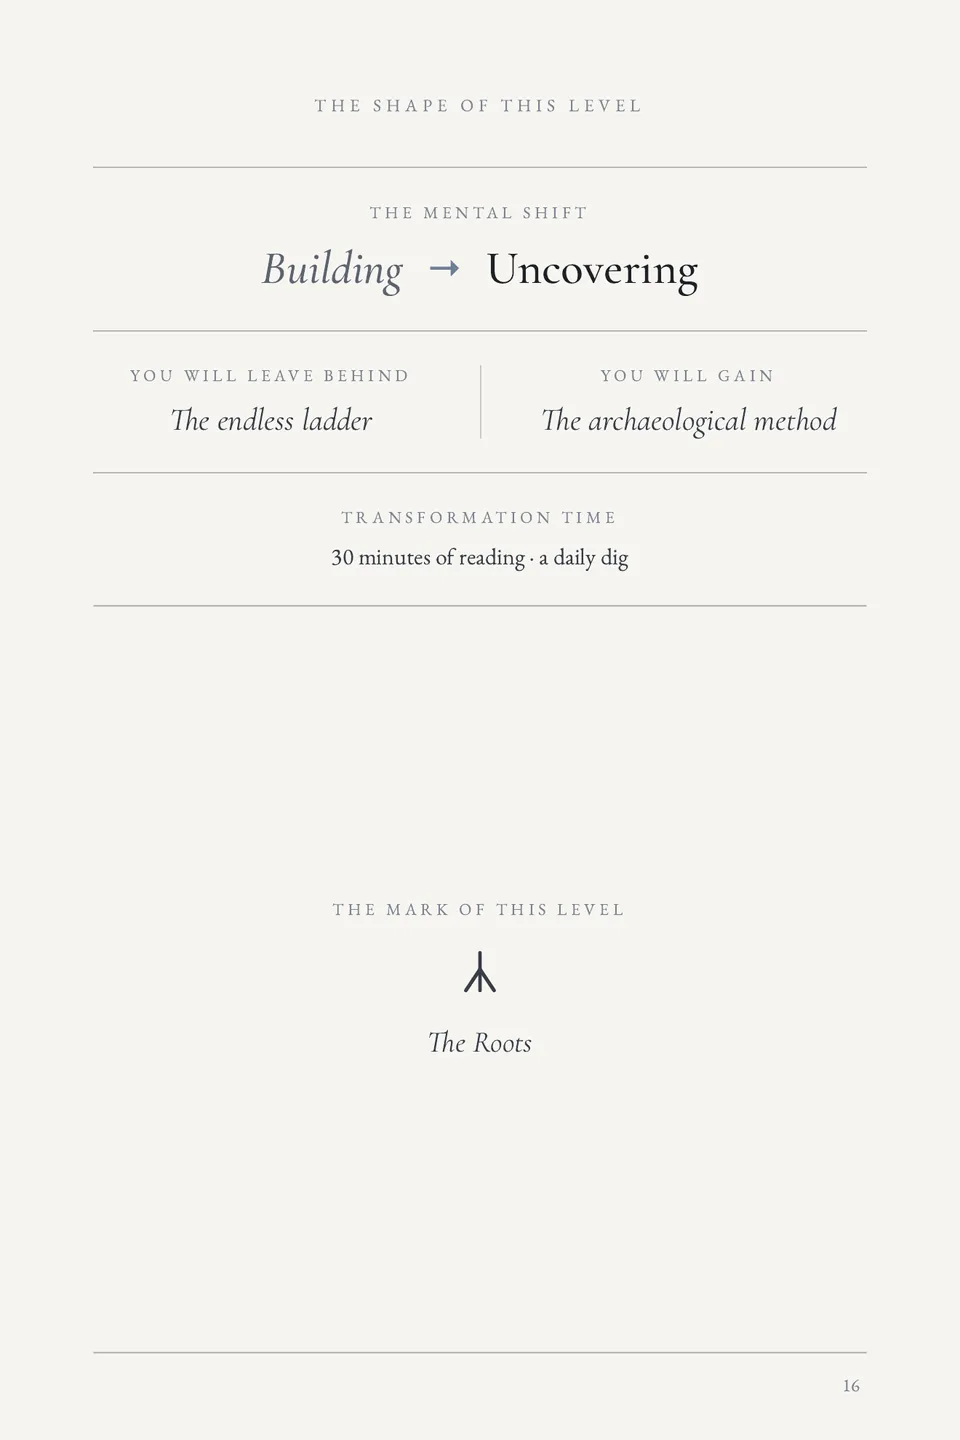 THE SHAPE OF THIS LEVEL
THE MENTAL SHIFT
Building → Uncovering
YOU WILL LEAVE BEHIND
The endless ladder
YOU WILL GAIN
The archaeological method
TRANSFORMATION TIME
30 minutes of reading · a daily dig
THE MARK OF THIS LEVEL
The Roots
16